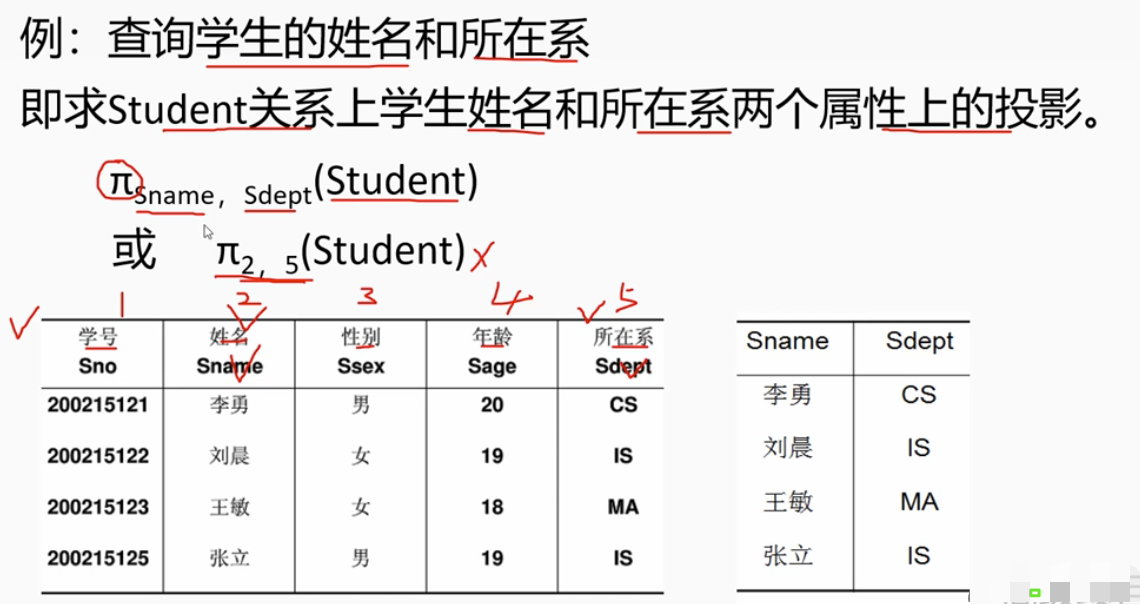 例：查询学生的姓名和所在系
即求Student关系上学生姓名和所在系两个属性上的投影。
πSname，Sdept(Student)
或 π2，5(Student) ×
1 2 3 4 5
学号 姓名 性别 年龄 所在系
Sno Sname Ssex Sage Sdept
200215121 李勇 男 20 CS
200215122 刘晨 女 19 IS
200215123 王敏 女 18 MA
200215125 张立 男 19 IS
Sname Sdept
李勇 CS
刘晨 IS
王敏 MA
张立 IS